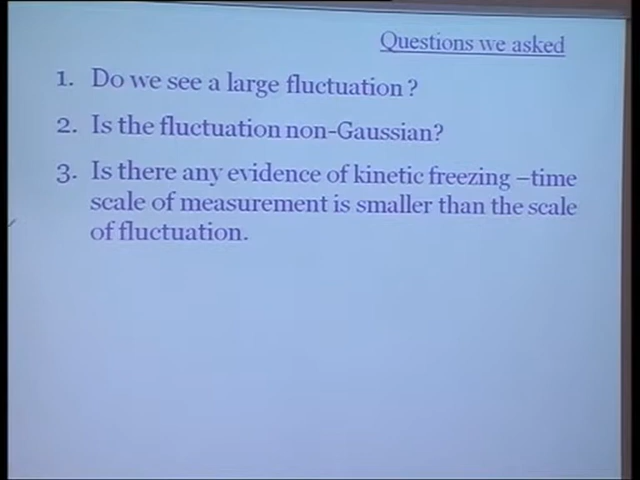 Questions we asked
1. Do we see a large fluctuation?
2. Is the fluctuation non-Gaussian?
3. Is there any evidence of kinetic freezing –time
scale of measurement is smaller than the scale
of fluctuation.